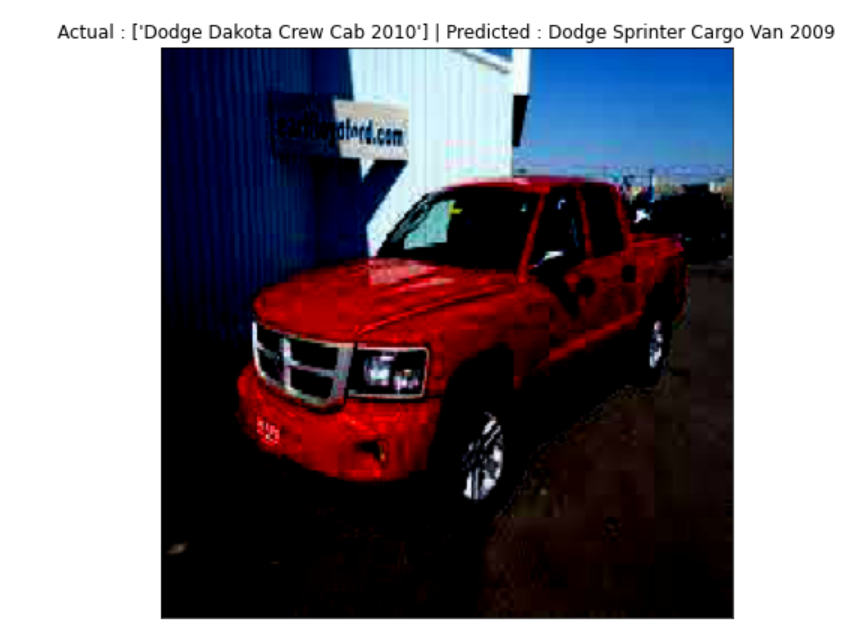 Actual : ['Dodge Dakota Crew Cab 2010'] | Predicted : Dodge Sprinter Cargo Van 2009